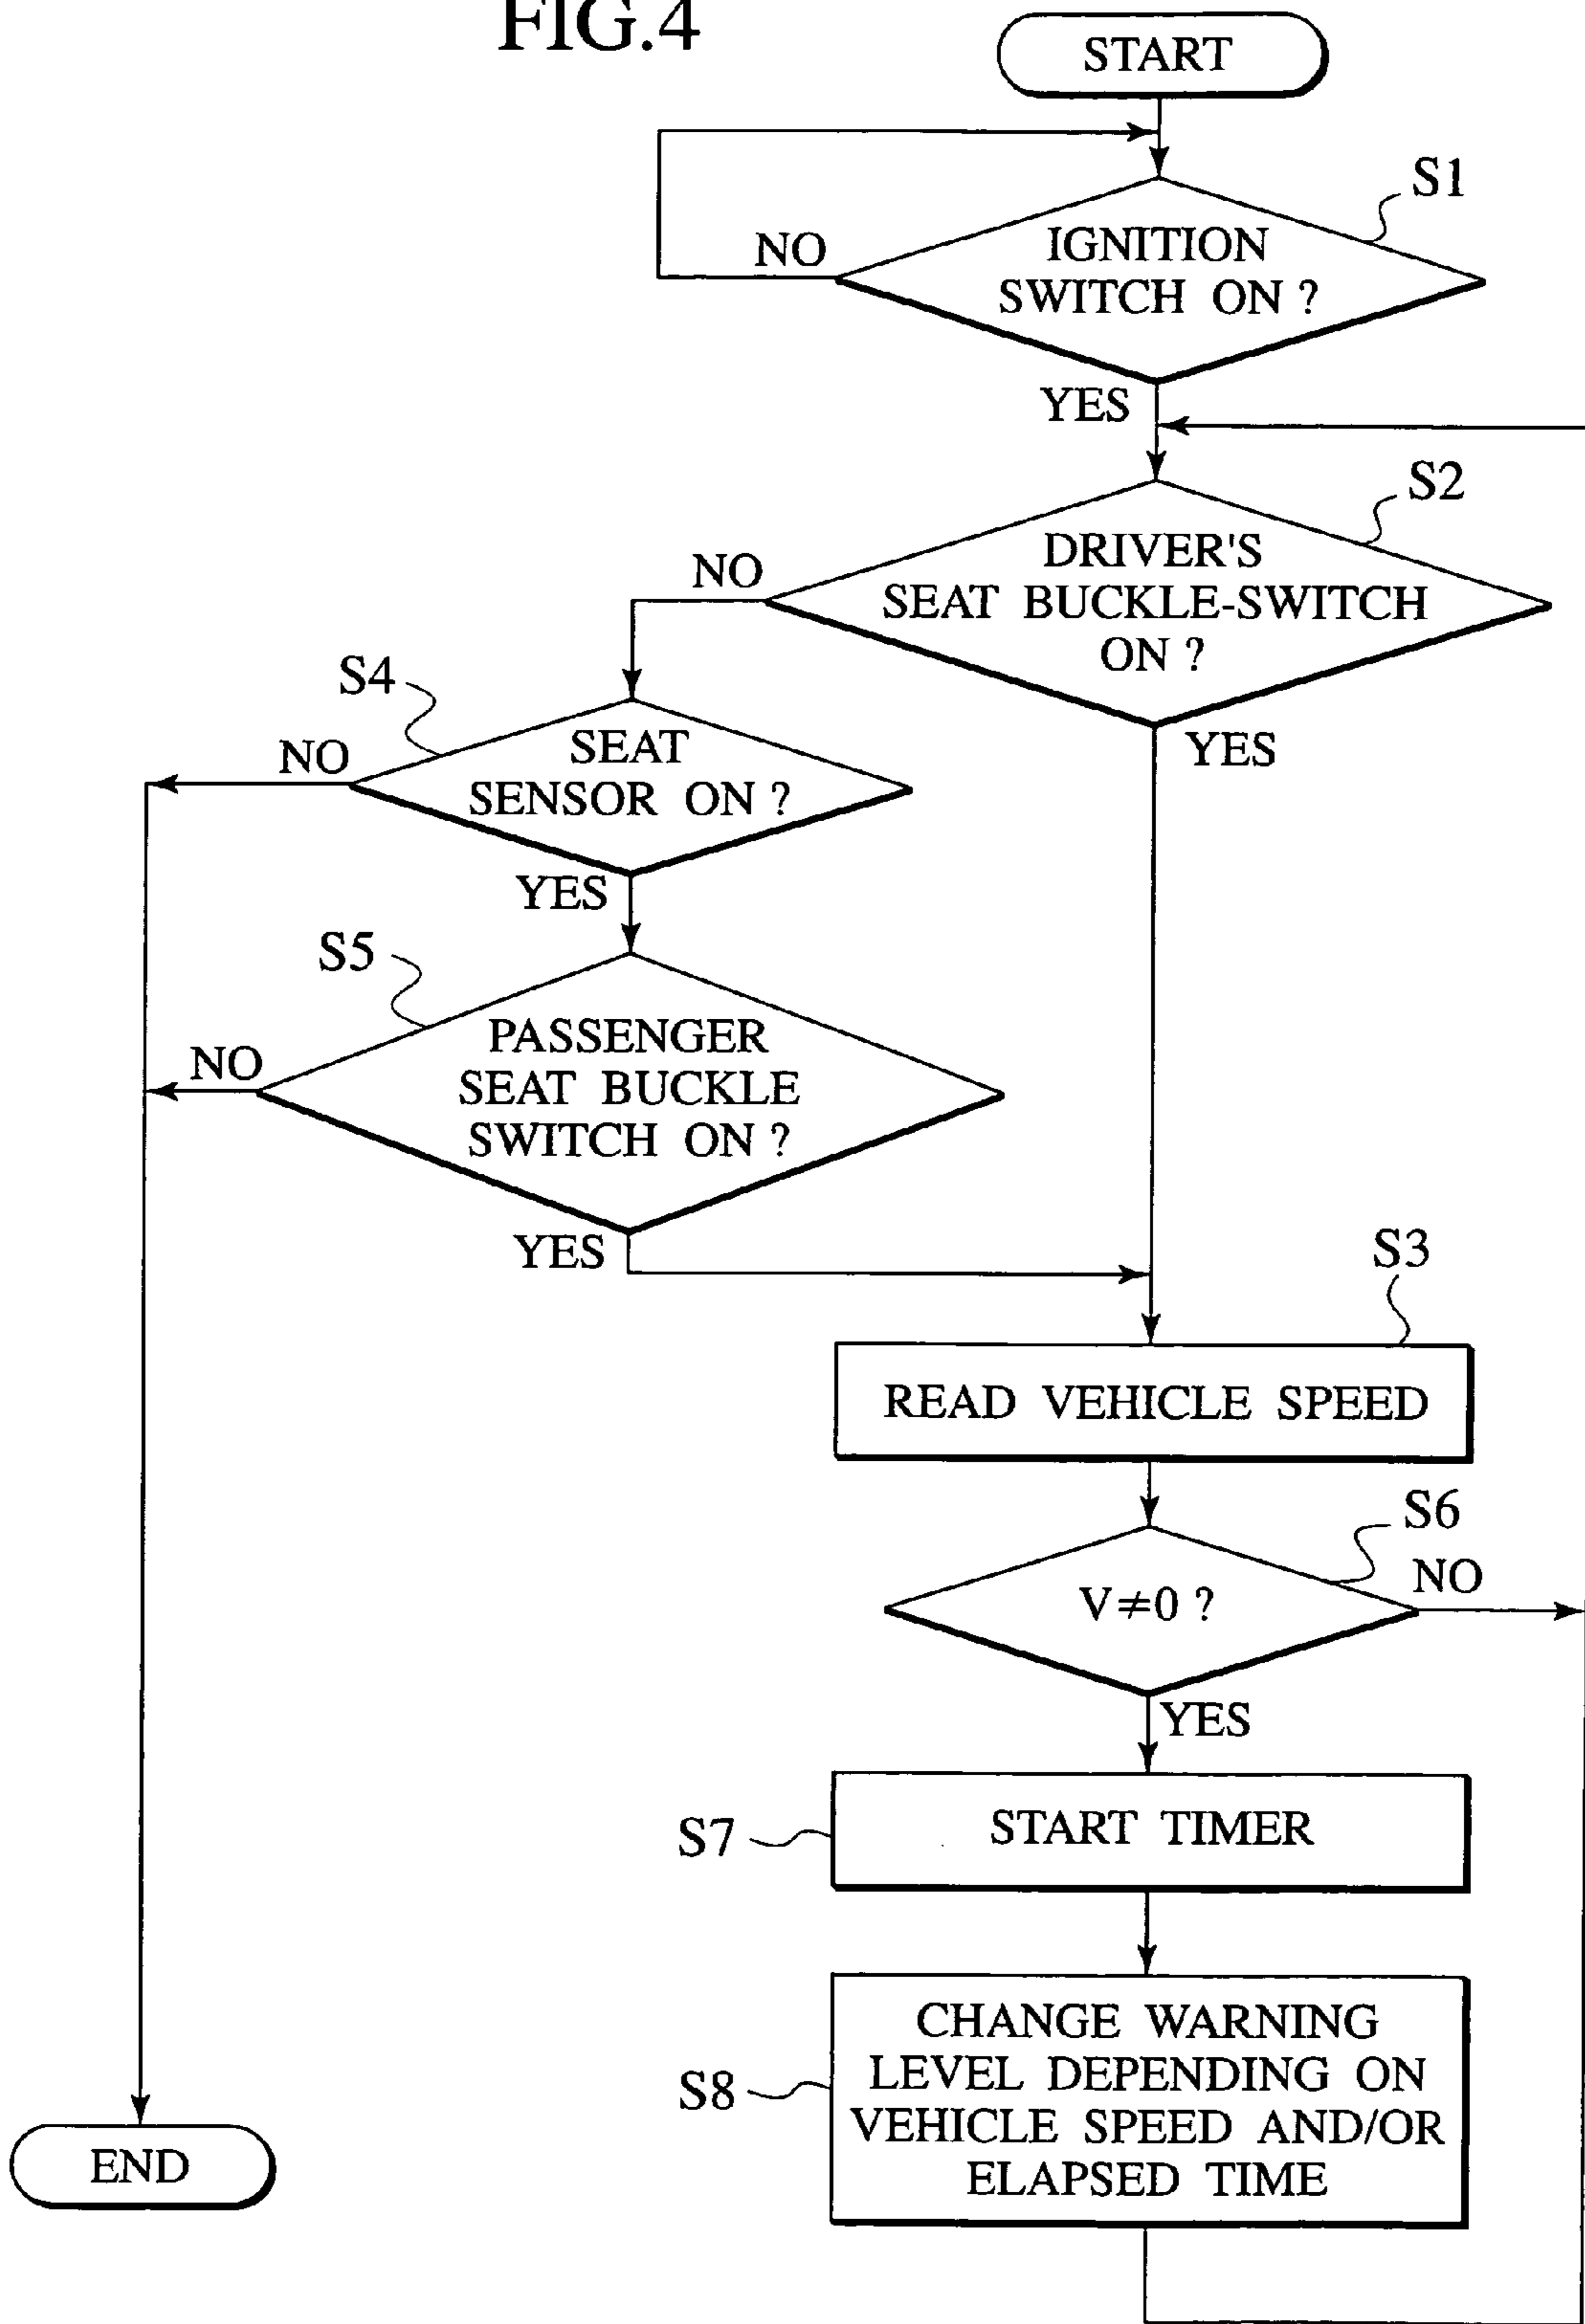 FIG.4
START
S1
IGNITION
SWITCH ON ?
NO
YES
S2
DRIVER'S
SEAT BUCKLE-SWITCH
ON ?
NO
YES
S4
SEAT
SENSOR ON ?
NO
YES
S5
PASSENGER
SEAT BUCKLE
SWITCH ON ?
NO
YES
S3
READ VEHICLE SPEED
S6
V≠0 ?
NO
YES
S7
START TIMER
S8
CHANGE WARNING
LEVEL DEPENDING ON
VEHICLE SPEED AND/OR
ELAPSED TIME
END